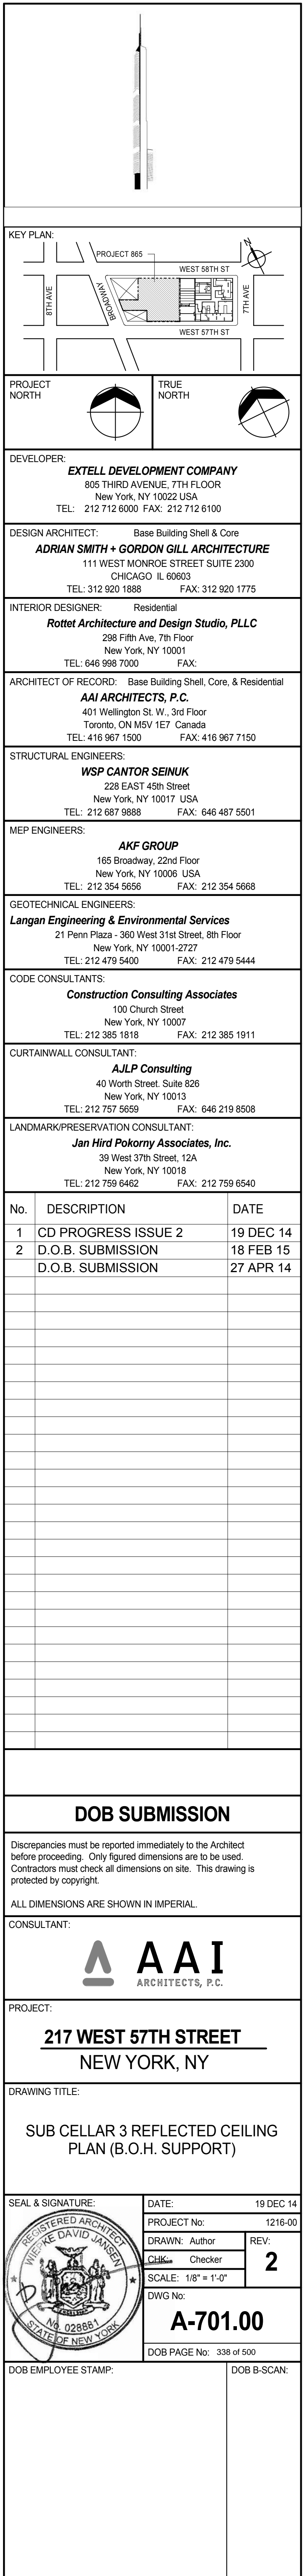 KEY PLAN:
N
PROJECT 865
WEST 58TH ST
8TH AVE
BROADWAY
7TH AVE
WEST 57TH ST
PROJECT
NORTH
TRUE
NORTH
DEVELOPER:
EXTELL DEVELOPMENT COMPANY
805 THIRD AVENUE, 7TH FLOOR
New York, NY 10022 USA
TEL: 212 712 6000 FAX: 212 712 6100
DESIGN ARCHITECT: Base Building Shell & Core
ADRIAN SMITH + GORDON GILL ARCHITECTURE
111 WEST MONROE STREET SUITE 2300
CHICAGO IL 60603
TEL: 312 920 1888 FAX: 312 920 1775
INTERIOR DESIGNER: Residential
Rottet Architecture and Design Studio, PLLC
298 Fifth Ave, 7th Floor
New York, NY 10001
TEL: 646 998 7000 FAX:
ARCHITECT OF RECORD: Base Building Shell, Core, & Residential
AAI ARCHITECTS, P.C.
401 Wellington St. W., 3rd Floor
Toronto, ON M5V 1E7 Canada
TEL: 416 967 1500 FAX: 416 967 7150
STRUCTURAL ENGINEERS:
WSP CANTOR SEINUK
228 EAST 45th Street
New York, NY 10017 USA
TEL: 212 687 9888 FAX: 646 487 5501
MEP ENGINEERS:
AKF GROUP
165 Broadway, 22nd Floor
New York, NY 10006 USA
TEL: 212 354 5656 FAX: 212 354 5668
GEOTECHNICAL ENGINEERS:
Langan Engineering & Environmental Services
21 Penn Plaza - 360 West 31st Street, 8th Floor
New York, NY 10001-2727
TEL: 212 479 5400 FAX: 212 479 5444
CODE CONSULTANTS:
Construction Consulting Associates
100 Church Street
New York, NY 10007
TEL: 212 385 1818 FAX: 212 385 1911
CURTAINWALL CONSULTANT:
AJLP Consulting
40 Worth Street. Suite 826
New York, NY 10013
TEL: 212 757 5659 FAX: 646 219 8508
LANDMARK/PRESERVATION CONSULTANT:
Jan Hird Pokorny Associates, Inc.
39 West 37th Street, 12A
New York, NY 10018
TEL: 212 759 6462 FAX: 212 759 6540
No. DESCRIPTION DATE
1 CD PROGRESS ISSUE 2 19 DEC 14
2 D.O.B. SUBMISSION 18 FEB 15
D.O.B. SUBMISSION 27 APR 14
DOB SUBMISSION
Discrepancies must be reported immediately to the Architect
before proceeding. Only figured dimensions are to be used.
Contractors must check all dimensions on site. This drawing is
protected by copyright.
ALL DIMENSIONS ARE SHOWN IN IMPERIAL.
CONSULTANT:
AAI
ARCHITECTS, P.C.
PROJECT:
217 WEST 57TH STREET
NEW YORK, NY
DRAWING TITLE:
SUB CELLAR 3 REFLECTED CEILING
PLAN (B.O.H. SUPPORT)
SEAL & SIGNATURE:
REGISTERED ARCHITECT
WIEPKE DAVID JANSEN
No. 028881
STATE OF NEW YORK
DATE: 19 DEC 14
PROJECT No: 1216-00
DRAWN: Author
CHK: Checker
SCALE: 1/8" = 1'-0"
REV:
2
DWG No:
A-701.00
DOB PAGE No: 338 of 500
DOB EMPLOYEE STAMP:
DOB B-SCAN: